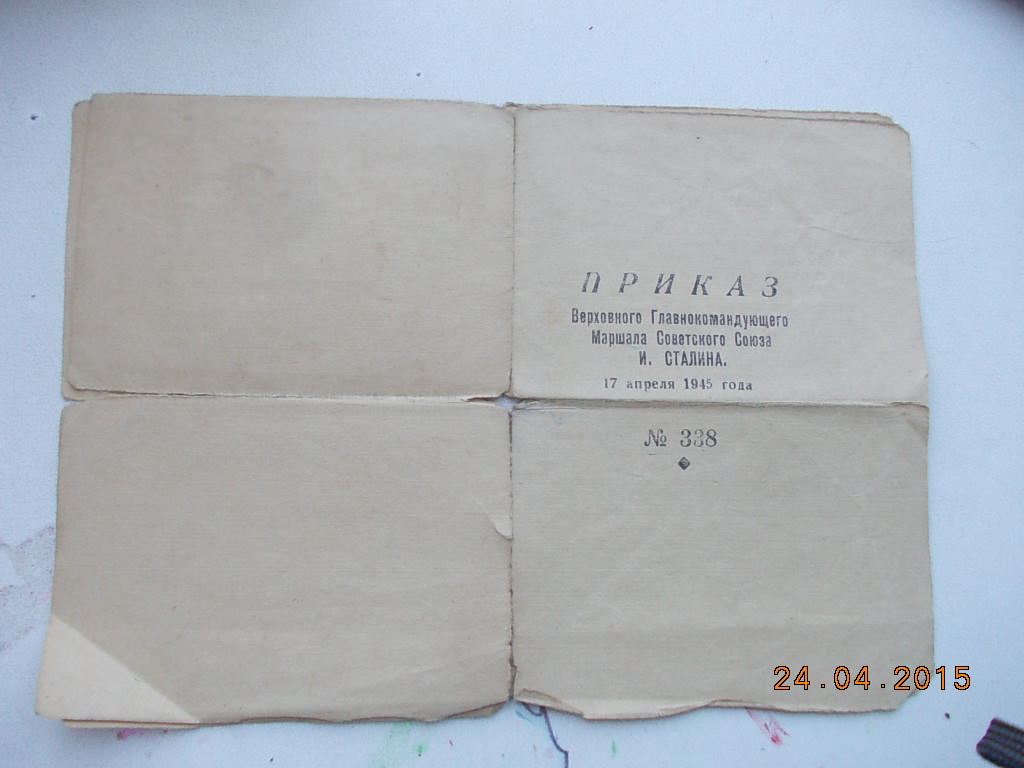 ПРИКАЗ
Верховного Главнокомандующего
Маршала Советского Союза
И. СТАЛИНА.
17 апреля 1945 года
№ 338
24.04.2015